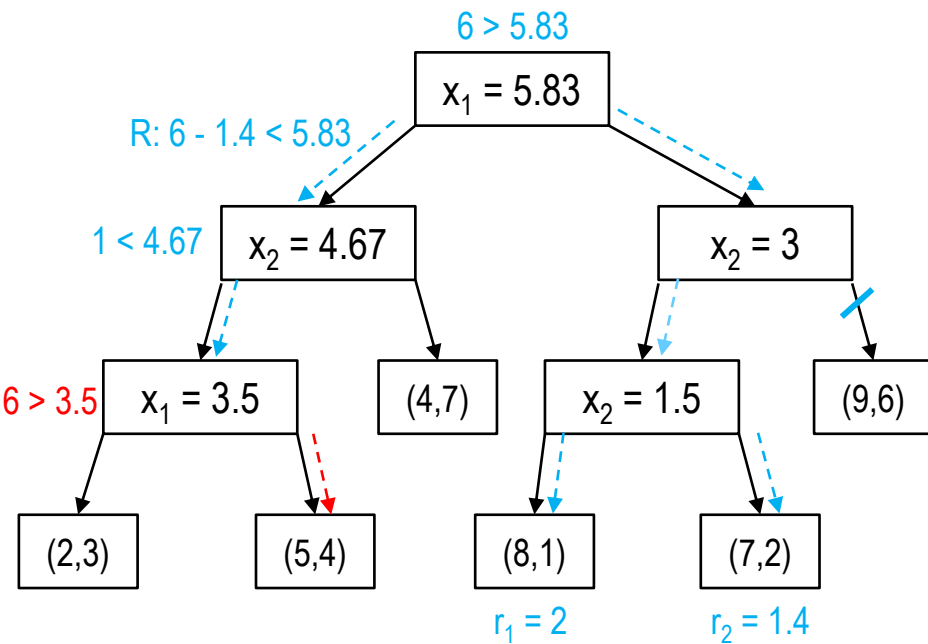 6 > 5.83
x₁ = 5.83
R: 6 - 1.4 < 5.83
1 < 4.67
x₂ = 4.67
x₂ = 3
6 > 3.5
x₁ = 3.5
(4,7)
x₂ = 1.5
(9,6)
(2,3)
(5,4)
(8,1)
(7,2)
r₁ = 2
r₂ = 1.4